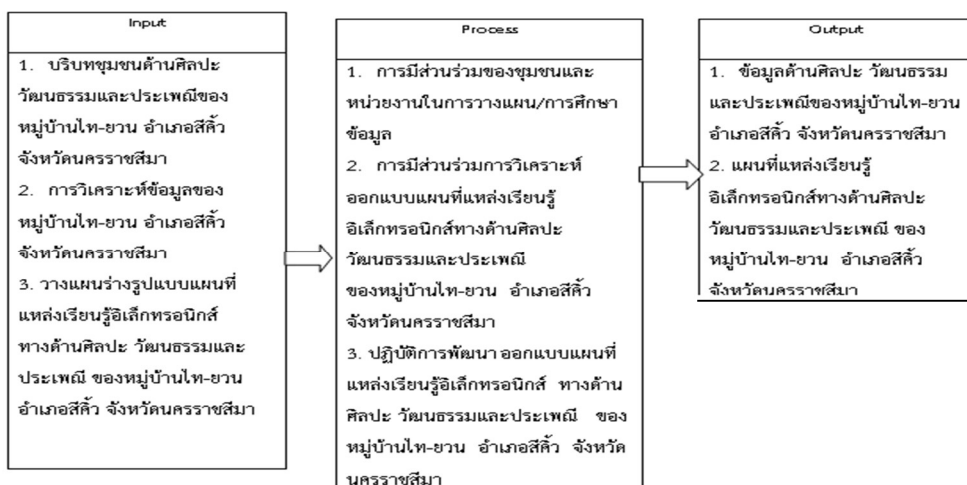 Input
1. บริบทชุมชนด้านศิลปะ
วัฒนธรรมและประเพณีของ
หมู่บ้านไท-ยวน อำเภอสีคิ้ว
จังหวัดนครราชสีมา
2. การวิเคราะห์ข้อมูลของ
หมู่บ้านไท-ยวน อำเภอสีคิ้ว
จังหวัดนครราชสีมา
3. วางแผนร่างรูปแบบแผนที่
แหล่งเรียนรู้อิเล็กทรอนิกส์
ทางด้านศิลปะ วัฒนธรรมและ
ประเพณี ของหมู่บ้านไท-ยวน
อำเภอสีคิ้ว จังหวัดนครราชสีมา
Process
1. การมีส่วนร่วมของชุมชนและ
หน่วยงานในการวางแผน/การศึกษา
ข้อมูล
2. การมีส่วนร่วมการวิเคราะห์
ออกแบบแผนที่แหล่งเรียนรู้
อิเล็กทรอนิกส์ทางด้านศิลปะ
วัฒนธรรมและประเพณี
ของหมู่บ้านไท-ยวน อำเภอสีคิ้ว
จังหวัดนครราชสีมา
3. ปฏิบัติการพัฒนา ออกแบบแผนที่
แหล่งเรียนรู้อิเล็กทรอนิกส์ ทางด้าน
ศิลปะ วัฒนธรรมและประเพณี ของ
หมู่บ้านไท-ยวน อำเภอสีคิ้ว จังหวัด
นครราชสีมา
Output
1. ข้อมูลด้านศิลปะ วัฒนธรรม
และประเพณีของหมู่บ้านไท-ยวน
อำเภอสีคิ้ว จังหวัดนครราชสีมา
2. แผนที่แหล่งเรียนรู้
อิเล็กทรอนิกส์ทางด้านศิลปะ
วัฒนธรรมและประเพณี ของ
หมู่บ้านไท-ยวน อำเภอสีคิ้ว
จังหวัดนครราชสีมา